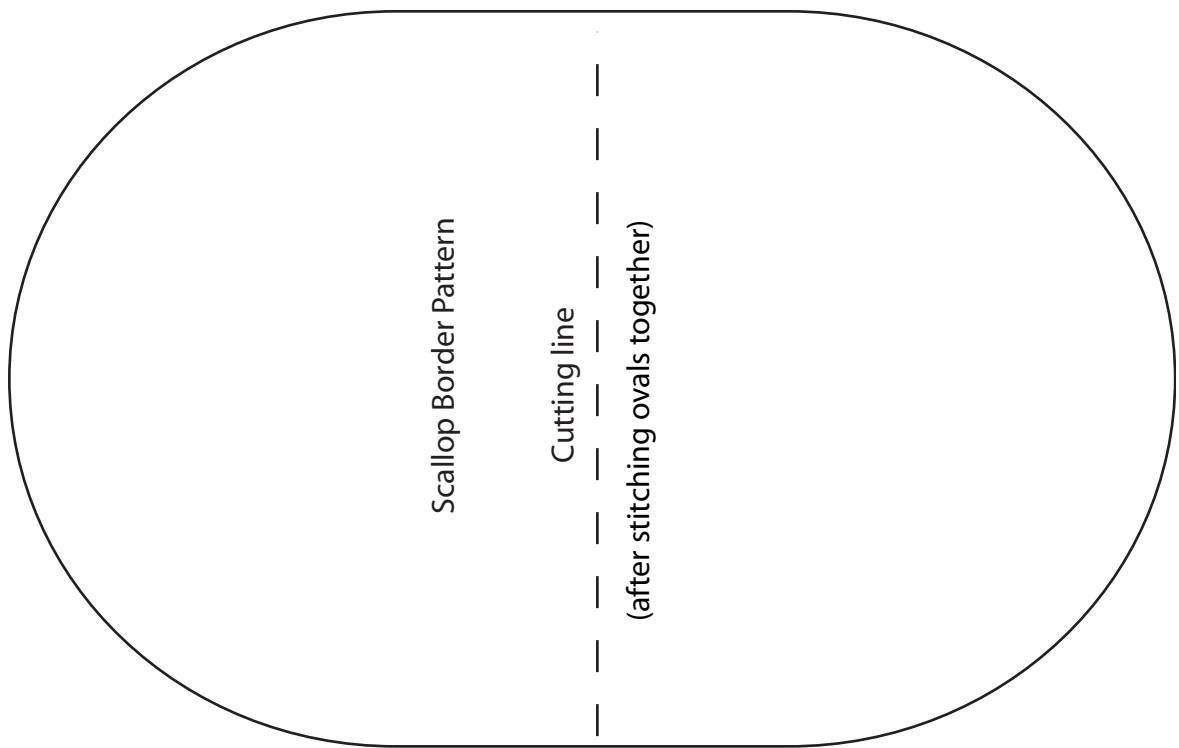 Scallop Border Pattern
Cutting line
(after stitching ovals together)